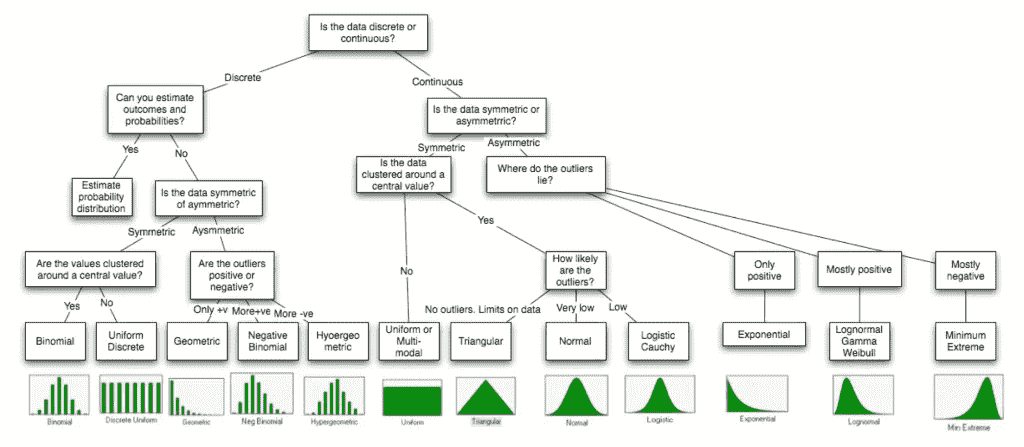 Is the data discrete or
continuous?
Discrete
Continuous
Can you estimate
outcomes and
probabilities?
Is the data symmetric or
asymmetrric?
Yes
No
Symmetric
Asymmetric
Estimate
probability
distribution
Is the data symmetric
of aymmetric?
Is the data
clustered around a
central value?
Where do the outliers
lie?
Symmetric
Aysmmetric
No
Yes
Are the values clustered
around a central value?
Are the outliers
positive or
negative?
How likely
are the
outliers?
Only
positive
Mostly positive
Mostly
negative
Yes
No
Only +v
More+ve
More -ve
No outliers. Limits on data
Very low
Low
Binomial
Uniform
Discrete
Geometric
Negative
Binomial
Hyoergeo
metric
Uniform or
Multi-
modal
Triangular
Normal
Logistic
Cauchy
Exponential
Lognormal
Gamma
Weibull
Minimum
Extreme
Binomial
Discrete Uniform
Geometric
Neg Binomial
Hypergeometric
Uniform
Triangular
Normal
Logistic
Exponential
Lognormal
Min Extreme